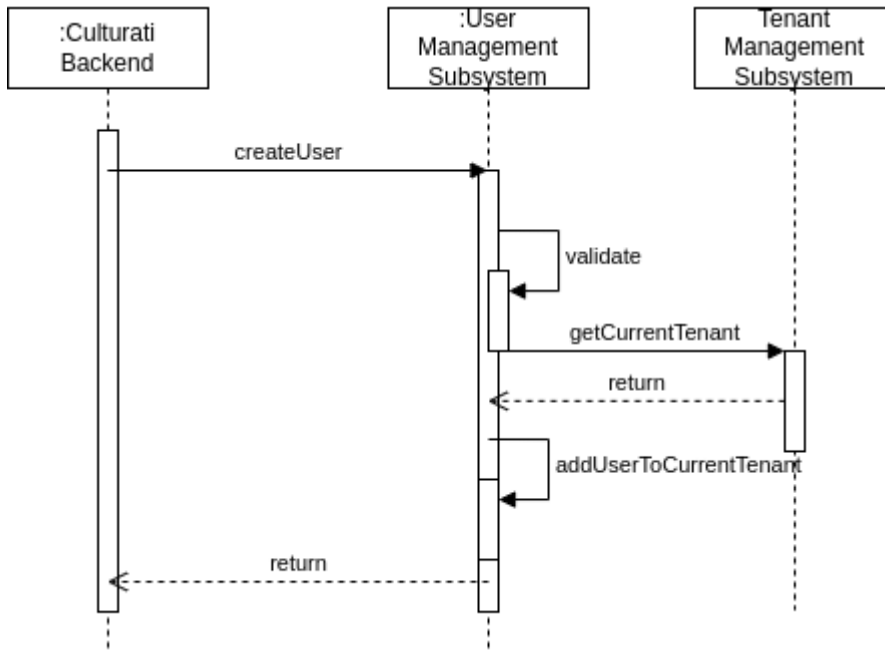 :Culturati
Backend
:User
Management
Subsystem
Tenant
Management
Subsystem
createUser
validate
getCurrentTenant
return
addUserToCurrentTenant
return